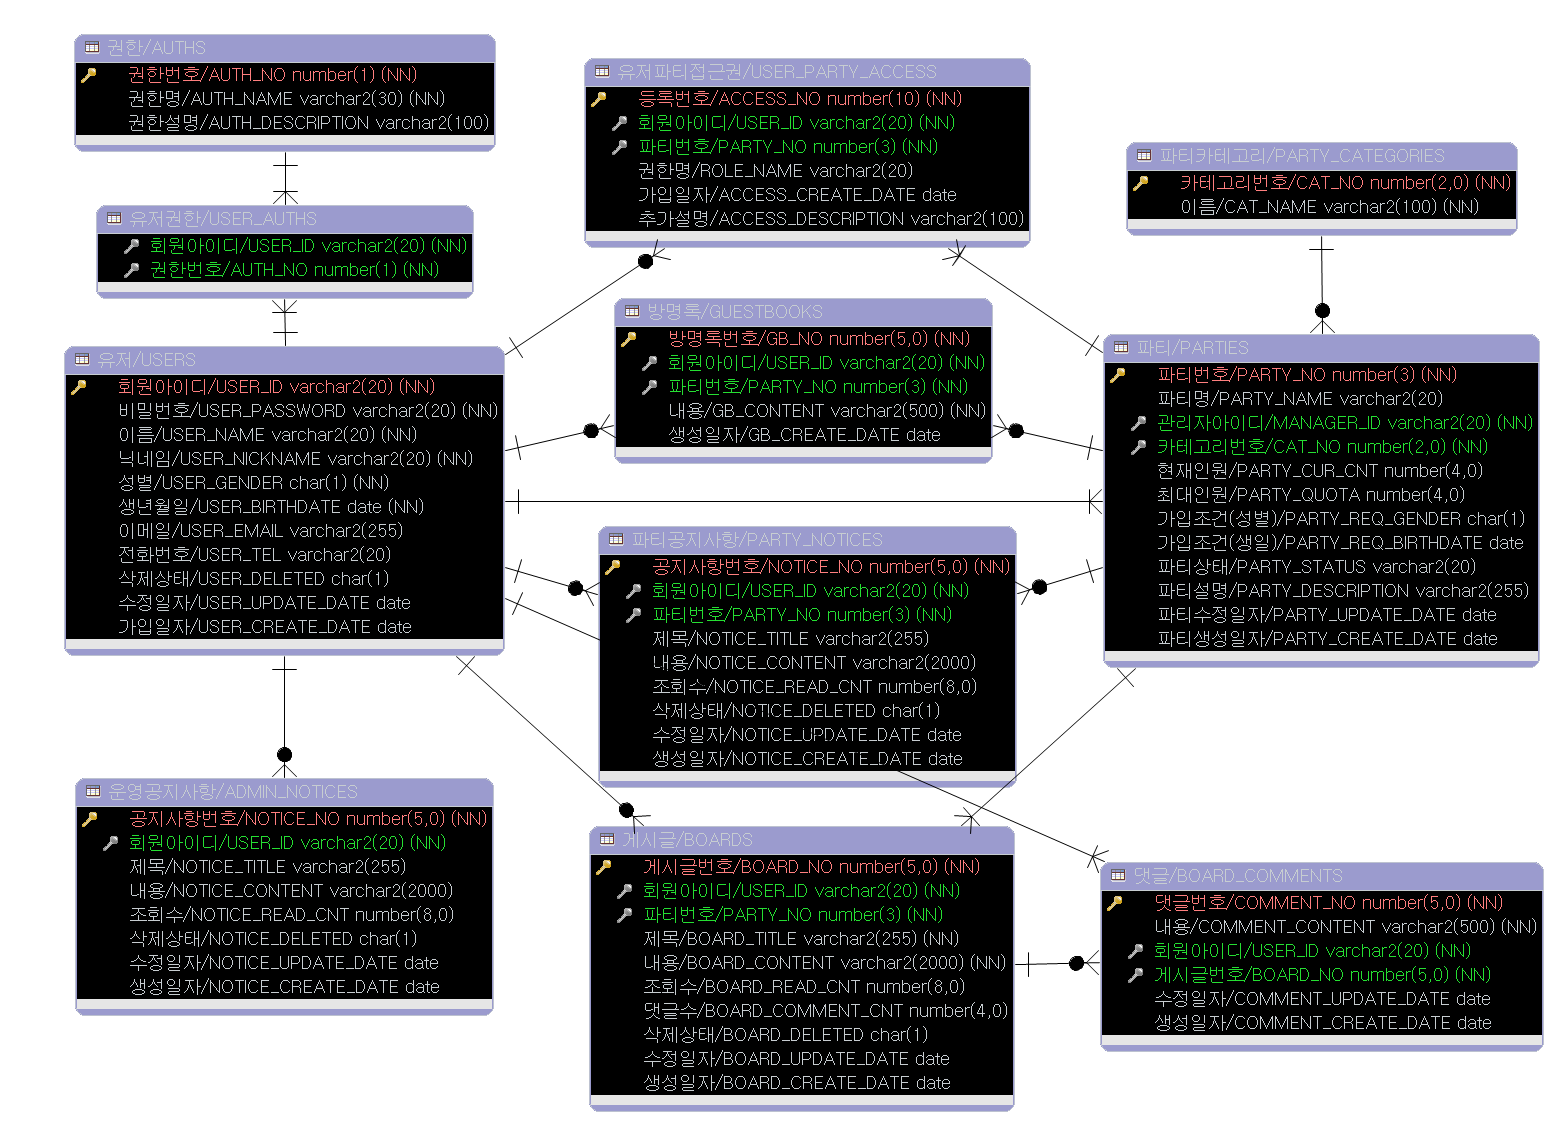 권한/AUTHS
권한번호/AUTH_NO number(1) (NN)
권한명/AUTH_NAME varchar2(30) (NN)
권한설명/AUTH_DESCRIPTION varchar2(100)
유저권한/USER_AUTHS
회원아이디/USER_ID varchar2(20) (NN)
권한번호/AUTH_NO number(1) (NN)
유저/USERS
회원아이디/USER_ID varchar2(20) (NN)
비밀번호/USER_PASSWORD varchar2(20) (NN)
이름/USER_NAME varchar2(20) (NN)
닉네임/USER_NICKNAME varchar2(20) (NN)
성별/USER_GENDER char(1) (NN)
생년월일/USER_BIRTHDATE date (NN)
이메일/USER_EMAIL varchar2(255)
전화번호/USER_TEL varchar2(20)
삭제상태/USER_DELETED char(1)
수정일자/USER_UPDATE_DATE date
가입일자/USER_CREATE_DATE date
운영공지사항/ADMIN_NOTICES
공지사항번호/NOTICE_NO number(5,0) (NN)
회원아이디/USER_ID varchar2(20) (NN)
제목/NOTICE_TITLE varchar2(255)
내용/NOTICE_CONTENT varchar2(2000)
조회수/NOTICE_READ_CNT number(8,0)
삭제상태/NOTICE_DELETED char(1)
수정일자/NOTICE_UPDATE_DATE date
생성일자/NOTICE_CREATE_DATE date
유저파티접근권/USER_PARTY_ACCESS
등록번호/ACCESS_NO number(10) (NN)
회원아이디/USER_ID varchar2(20) (NN)
파티번호/PARTY_NO number(3) (NN)
권한명/ROLE_NAME varchar2(20)
가입일자/ACCESS_CREATE_DATE date
추가설명/ACCESS_DESCRIPTION varchar2(100)
방명록/GUESTBOOKS
방명록번호/GB_NO number(5,0) (NN)
회원아이디/USER_ID varchar2(20) (NN)
파티번호/PARTY_NO number(3) (NN)
내용/GB_CONTENT varchar2(500) (NN)
생성일자/GB_CREATE_DATE date
파티공지사항/PARTY_NOTICES
공지사항번호/NOTICE_NO number(5,0) (NN)
회원아이디/USER_ID varchar2(20) (NN)
파티번호/PARTY_NO number(3) (NN)
제목/NOTICE_TITLE varchar2(255)
내용/NOTICE_CONTENT varchar2(2000)
조회수/NOTICE_READ_CNT number(8,0)
삭제상태/NOTICE_DELETED char(1)
수정일자/NOTICE_UPDATE_DATE date
생성일자/NOTICE_CREATE_DATE date
게시글/BOARDS
게시글번호/BOARD_NO number(5,0) (NN)
회원아이디/USER_ID varchar2(20) (NN)
파티번호/PARTY_NO number(3) (NN)
제목/BOARD_TITLE varchar2(255) (NN)
내용/BOARD_CONTENT varchar2(2000) (NN)
조회수/BOARD_READ_CNT number(8,0)
댓글수/BOARD_COMMENT_CNT number(4,0)
삭제상태/BOARD_DELETED char(1)
수정일자/BOARD_UPDATE_DATE date
생성일자/BOARD_CREATE_DATE date
파티카테고리/PARTY_CATEGORIES
카테고리번호/CAT_NO number(2,0) (NN)
이름/CAT_NAME varchar2(100) (NN)
파티/PARTIES
파티번호/PARTY_NO number(3) (NN)
파티명/PARTY_NAME varchar2(20)
관리자아이디/MANAGER_ID varchar2(20) (NN)
카테고리번호/CAT_NO number(2,0) (NN)
현재인원/PARTY_CUR_CNT number(4,0)
최대인원/PARTY_QUOTA number(4,0)
가입조건(성별)/PARTY_REQ_GENDER char(1)
가입조건(생일)/PARTY_REQ_BIRTHDATE date
파티상태/PARTY_STATUS varchar2(20)
파티설명/PARTY_DESCRIPTION varchar2(255)
파티수정일자/PARTY_UPDATE_DATE date
파티생성일자/PARTY_CREATE_DATE date
댓글/BOARD_COMMENTS
댓글번호/COMMENT_NO number(5,0) (NN)
내용/COMMENT_CONTENT varchar2(500) (NN)
회원아이디/USER_ID varchar2(20) (NN)
게시글번호/BOARD_NO number(5,0) (NN)
수정일자/COMMENT_UPDATE_DATE date
생성일자/COMMENT_CREATE_DATE date